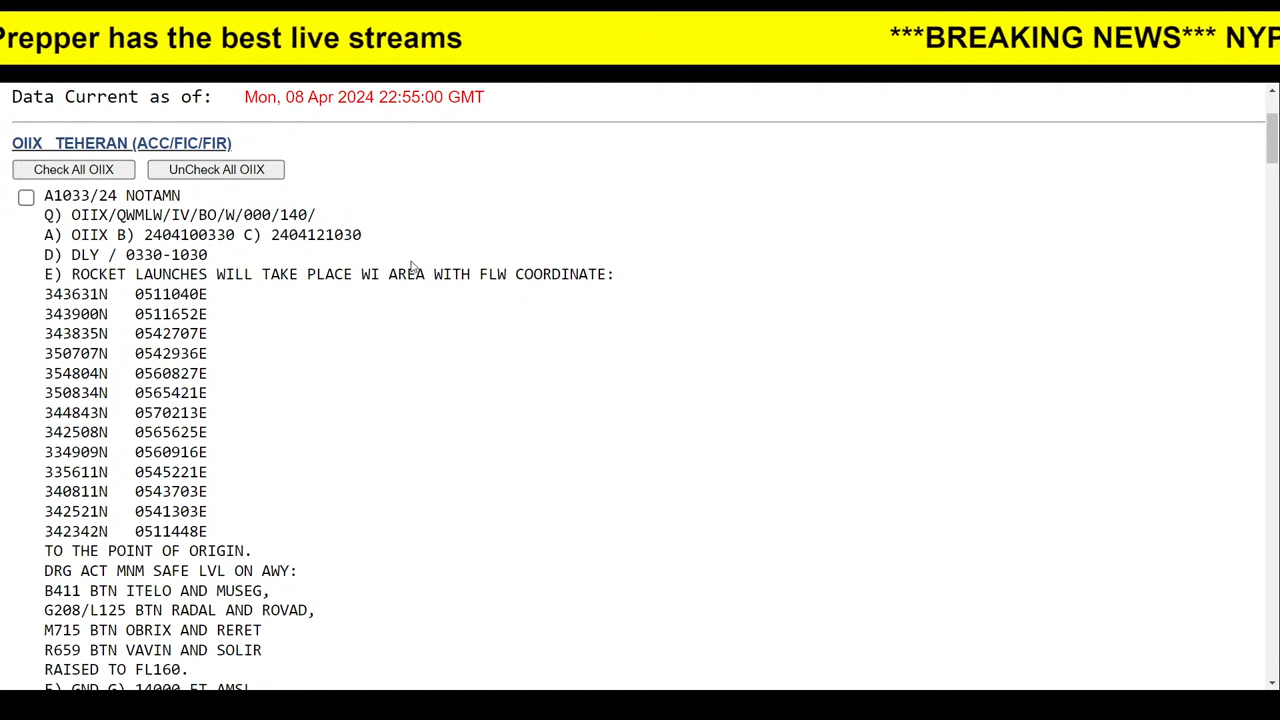 Prepper has the best live streams ***BREAKING NEWS*** NYP
Data Current as of: Mon, 08 Apr 2024 22:55:00 GMT
OIIX TEHERAN (ACC/FIC/FIR)
Check All OIIX UnCheck All OIIX
A1033/24 NOTAMN
Q) OIIX/QWMLW/IV/BO/W/000/140/
A) OIIX B) 2404100330 C) 2404121030
D) DLY / 0330-1030
E) ROCKET LAUNCHES WILL TAKE PLACE WI AREA WITH FLW COORDINATE:
343631N 0511040E
343900N 0511652E
343835N 0542707E
350707N 0542936E
354804N 0560827E
350834N 0565421E
344843N 0570213E
342508N 0565625E
334909N 0560916E
335611N 0545221E
340811N 0543703E
342521N 0541303E
342342N 0511448E
TO THE POINT OF ORIGIN.
DRG ACT MNM SAFE LVL ON AWY:
B411 BTN ITELO AND MUSEG,
G208/L125 BTN RADAL AND ROVAD,
M715 BTN OBRIX AND RERET
R659 BTN VAVIN AND SOLIR
RAISED TO FL160.
F) GND G) 14000 FT AMSL